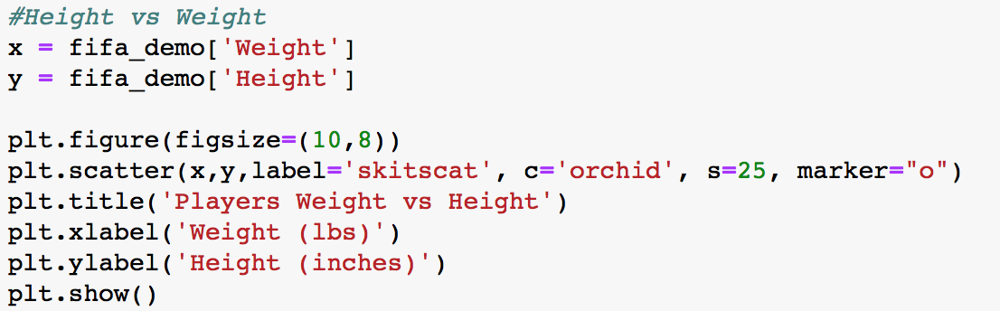 #Height vs Weight
x = fifa_demo['Weight']
y = fifa_demo['Height']
plt.figure(figsize=(10,8))
plt.scatter(x,y,label='skitscat', c='orchid', s=25, marker="o")
plt.title('Players Weight vs Height')
plt.xlabel('Weight (lbs)')
plt.ylabel('Height (inches)')
plt.show()